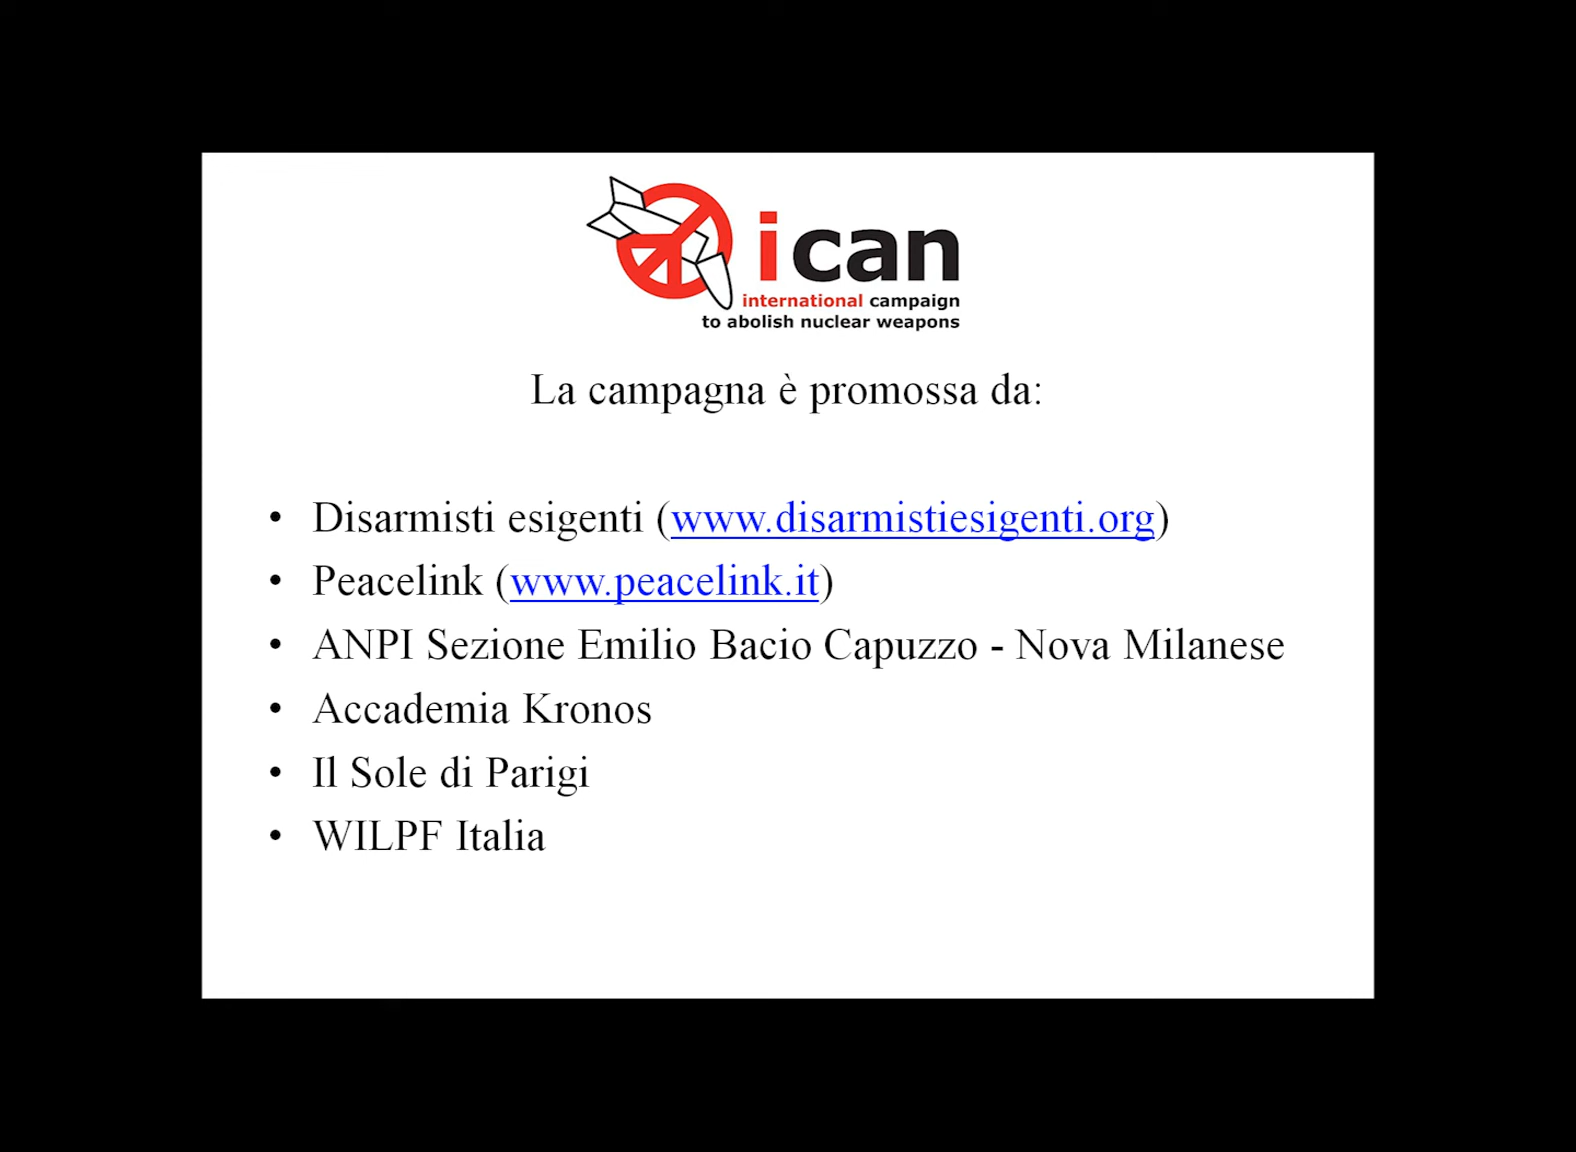 ican
international campaign
to abolish nuclear weapons
La campagna è promossa da:
• Disarmisti esigenti (www.disarmistiesigenti.org)
• Peacelink (www.peacelink.it)
• ANPI Sezione Emilio Bacio Capuzzo - Nova Milanese
• Accademia Kronos
• Il Sole di Parigi
• WILPF Italia